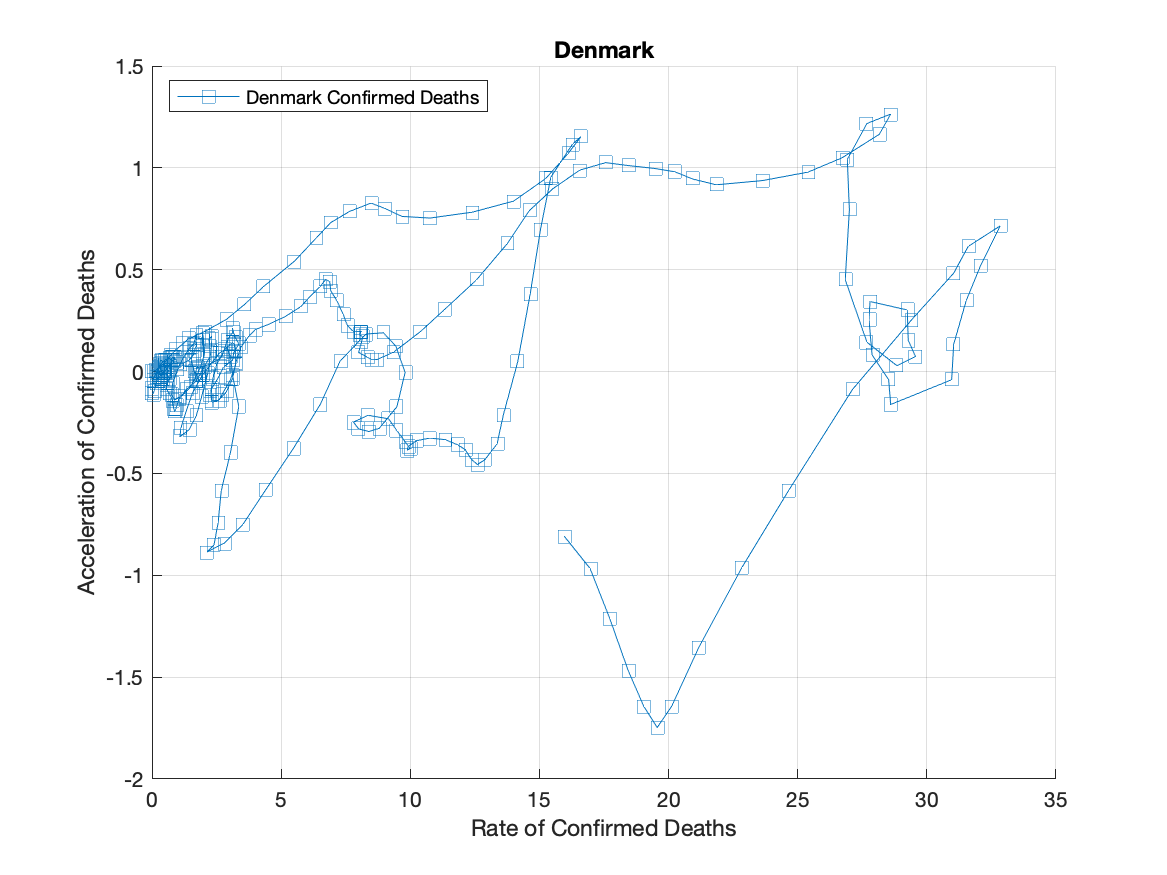 Denmark
Denmark Confirmed Deaths
1.5
1
0.5
0
-0.5
-1
-1.5
-2
0 5 10 15 20 25 30 35
Rate of Confirmed Deaths
Acceleration of Confirmed Deaths